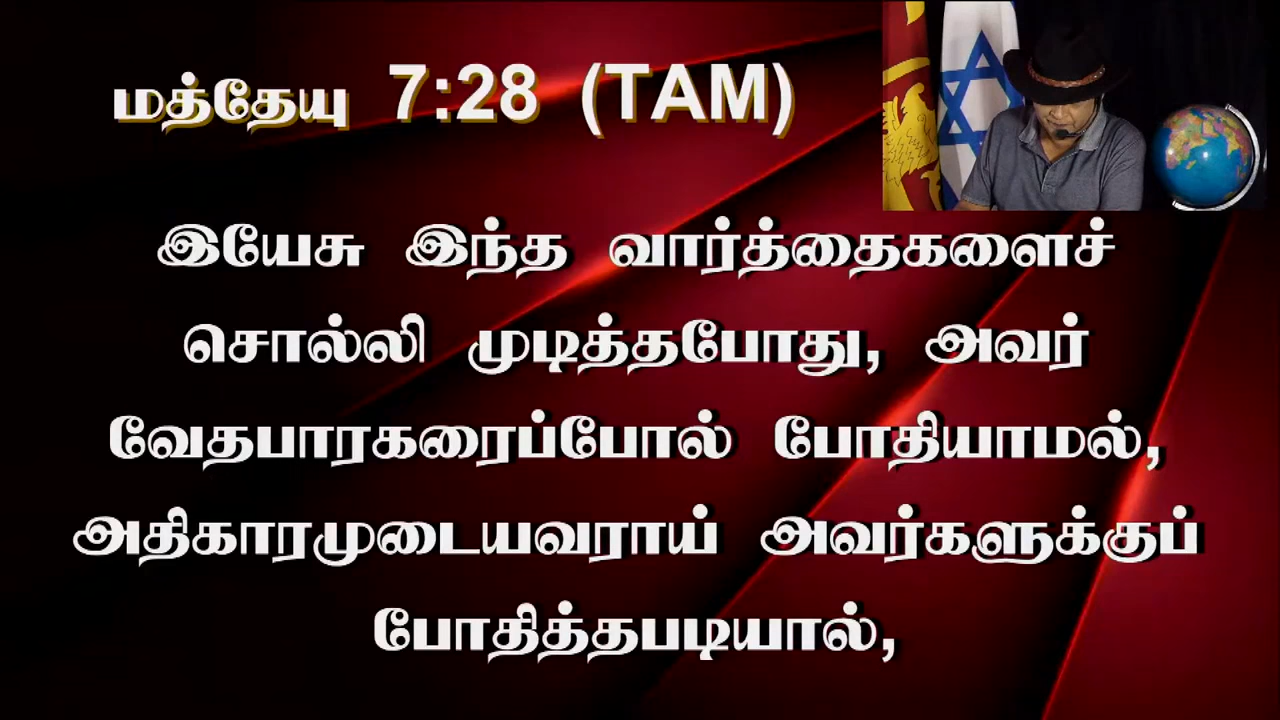 மத்தேயு 7:28 (TAM)
இயேசு இந்த வார்த்தைகளைச்
சொல்லி முடித்தபோது, அவர்
வேதபாரகரைப்போல் போதியாமல்,
அதிகாரமுடையவராய் அவர்களுக்குப்
போதித்தபடியால்,